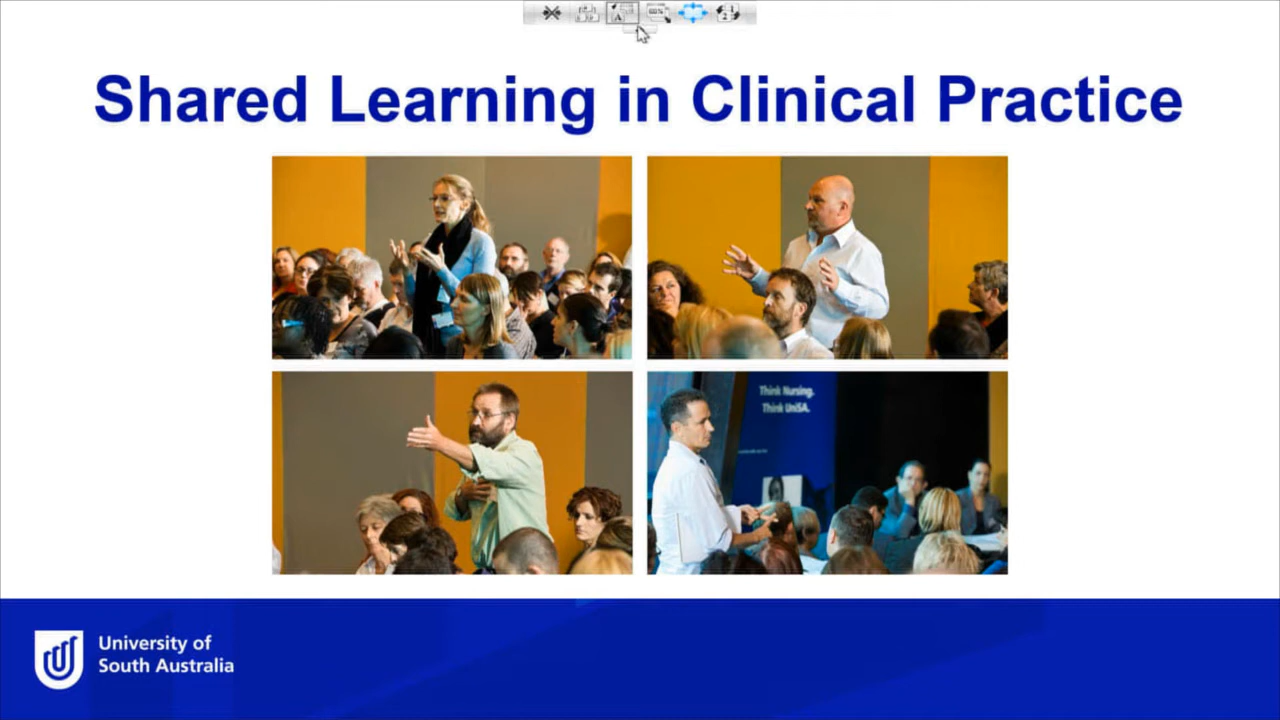 Shared Learning in Clinical Practice
Think Nursing.
Think UniSA.
University of
South Australia